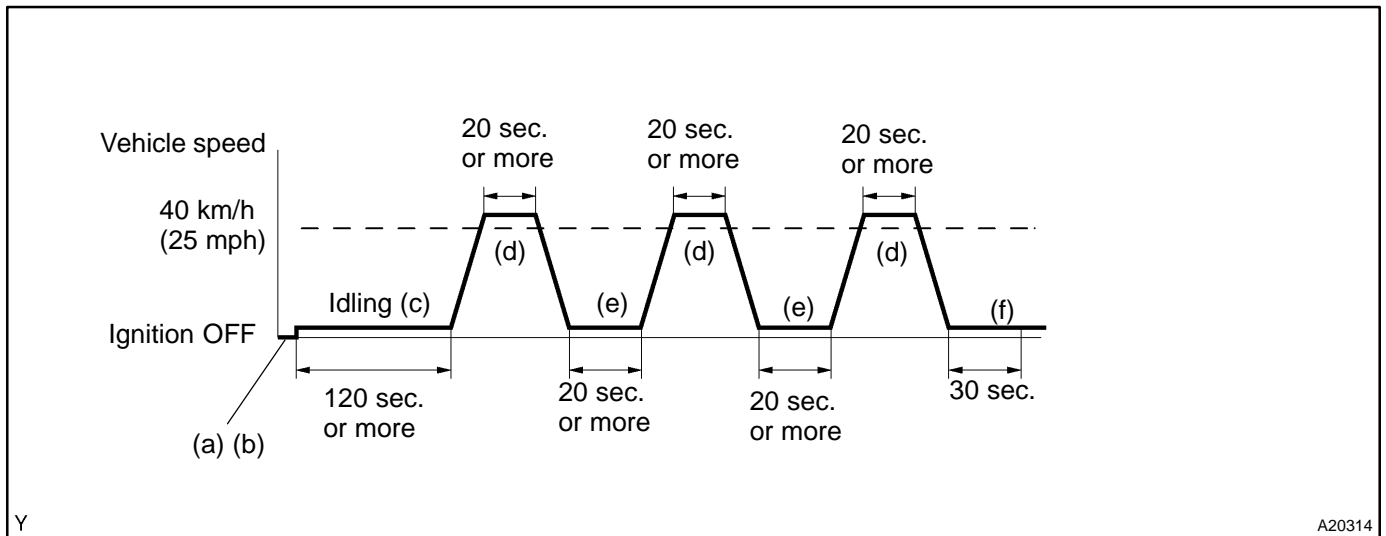 20 sec.
or more
20 sec.
or more
20 sec.
or more
Vehicle speed
40 km/h
(25 mph)
(d)
(d)
(d)
Idling (c)
(e)
(e)
(f)
Ignition OFF
120 sec.
or more
20 sec.
or more
20 sec.
or more
30 sec.
(a) (b)
Y
A20314